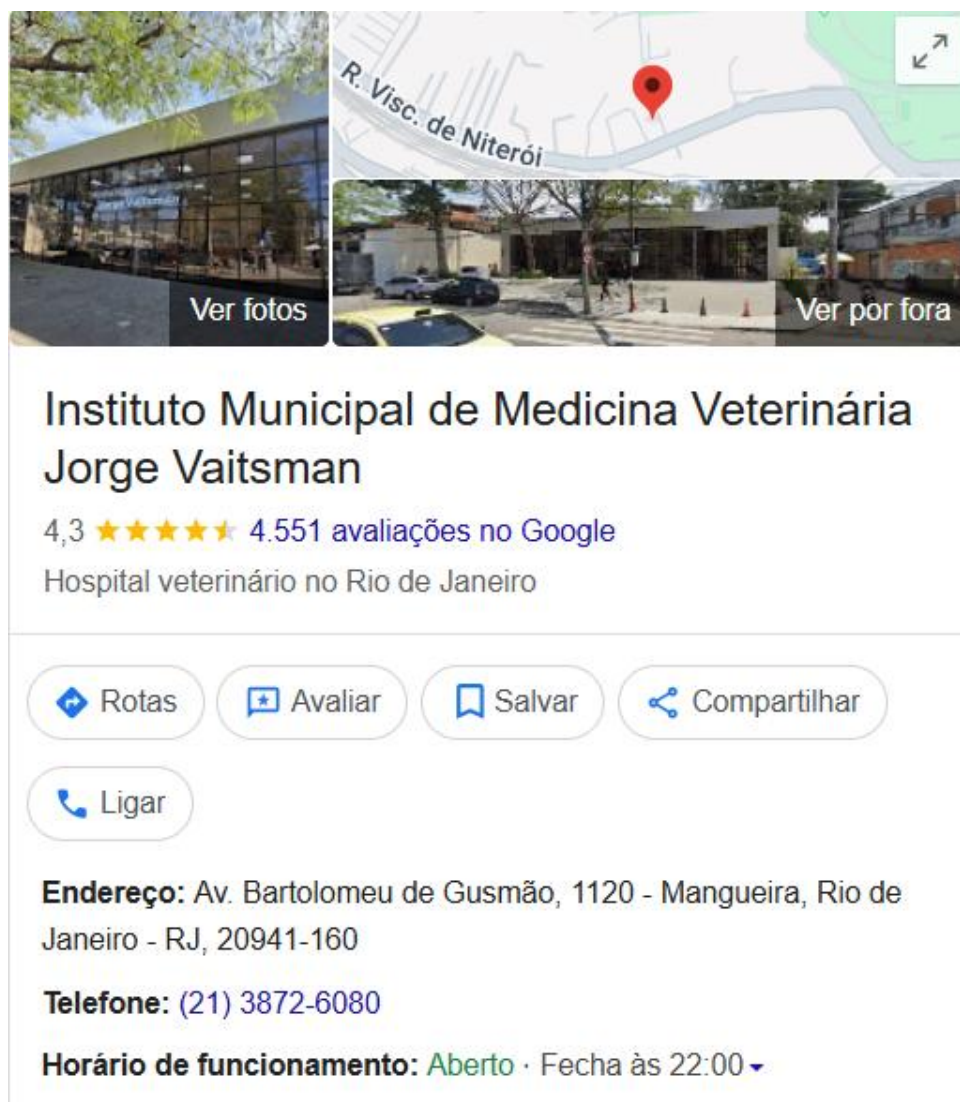 R. Visc. de Niterói
Jorge Vaitsman
Ver fotos
Ver por fora
Instituto Municipal de Medicina Veterinária
Jorge Vaitsman
4,3 4.551 avaliações no Google
Hospital veterinário no Rio de Janeiro
Rotas Avaliar Salvar Compartilhar
Ligar
Endereço: Av. Bartolomeu de Gusmão, 1120 - Mangueira, Rio de
Janeiro - RJ, 20941-160
Telefone: (21) 3872-6080
Horário de funcionamento: Aberto · Fecha às 22:00